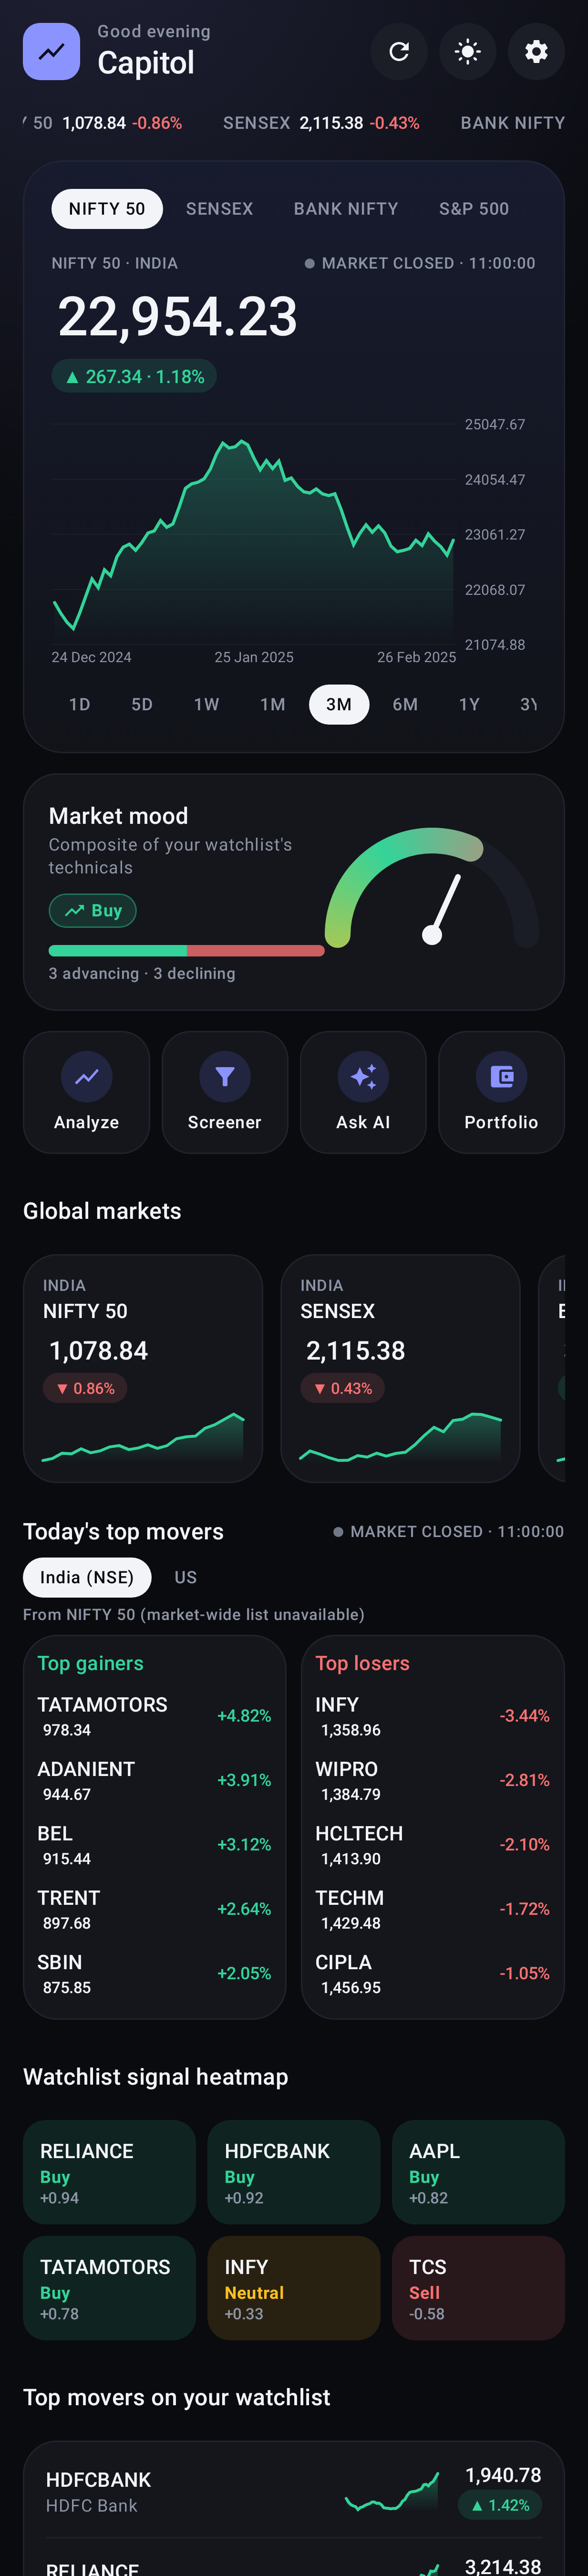 Good evening
Capitol
50 1,078.84 -0.86% SENSEX 2,115.38 -0.43% BANK NIFTY
NIFTY 50 SENSEX BANK NIFTY S&P 500
NIFTY 50 · INDIA ● MARKET CLOSED · 11:00:00
22,954.23
▲ 267.34 · 1.18%
25047.67
24054.47
23061.27
22068.07
21074.88
24 Dec 2024 25 Jan 2025 26 Feb 2025
1D 5D 1W 1M 3M 6M 1Y 3Y
Market mood
Composite of your watchlist's
technicals
Buy
3 advancing · 3 declining
Analyze Screener Ask AI Portfolio
Global markets
INDIA INDIA
NIFTY 50 SENSEX
1,078.84 2,115.38
▼ 0.86% ▼ 0.43%
Today's top movers ● MARKET CLOSED · 11:00:00
India (NSE) US
From NIFTY 50 (market-wide list unavailable)
Top gainers
TATAMOTORS +4.82%
978.34
ADANIENT +3.91%
944.67
BEL +3.12%
915.44
TRENT +2.64%
897.68
SBIN +2.05%
875.85
Top losers
INFY -3.44%
1,358.96
WIPRO -2.81%
1,384.79
HCLTECH -2.10%
1,413.90
TECHM -1.72%
1,429.48
CIPLA -1.05%
1,456.95
Watchlist signal heatmap
RELIANCE HDFCBANK AAPL
Buy Buy Buy
+0.94 +0.92 +0.82
TATAMOTORS INFY TCS
Buy Neutral Sell
+0.78 +0.33 -0.58
Top movers on your watchlist
HDFCBANK 1,940.78
HDFC Bank ▲ 1.42%
RELIANCE 3,214.38